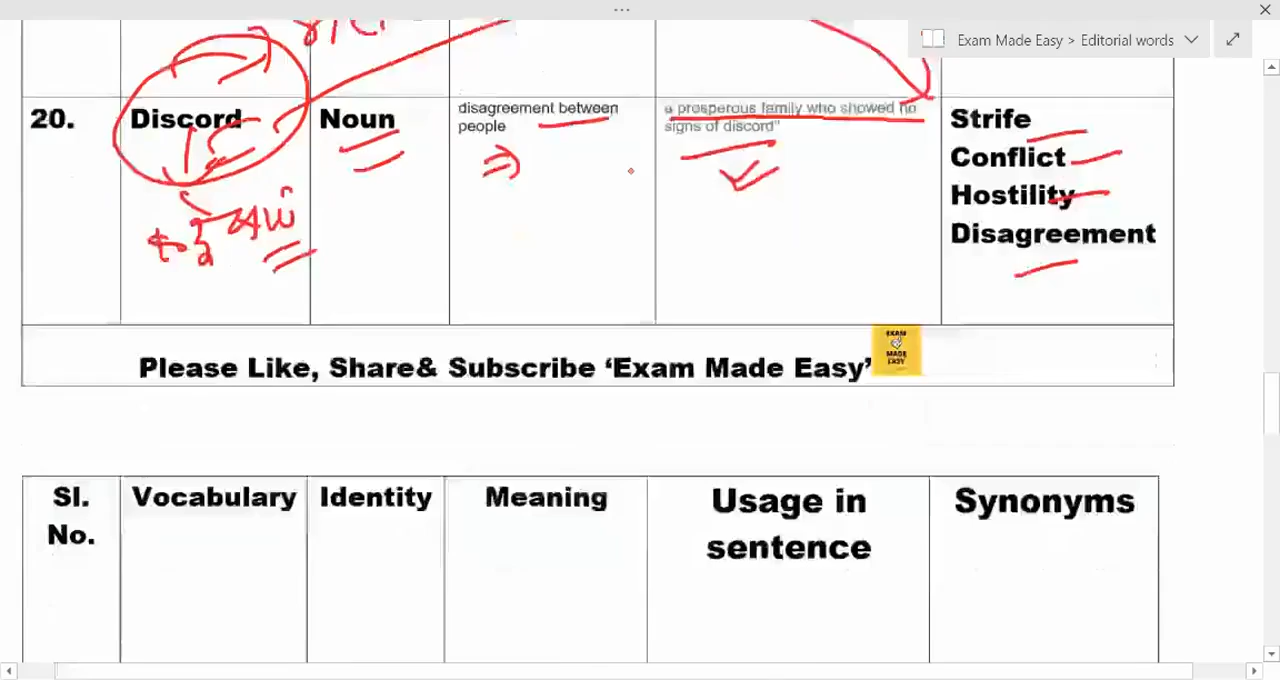 Exam Made Easy > Editorial words
20.
Discord
Noun
disagreement between
people
a prosperous family who showed no
signs of discord"
Strife
Conflict
Hostility
Disagreement
Please Like, Share& Subscribe ‘Exam Made Easy’
EXAM
MADE
EASY
Sl.
No.
Vocabulary
Identity
Meaning
Usage in
sentence
Synonyms